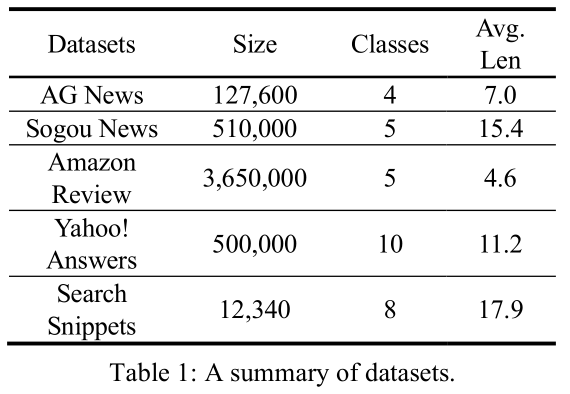 Datasets Size Classes Avg. Len
AG News 127,600 4 7.0
Sogou News 510,000 5 15.4
Amazon Review 3,650,000 5 4.6
Yahoo! Answers 500,000 10 11.2
Search Snippets 12,340 8 17.9
Table 1: A summary of datasets.